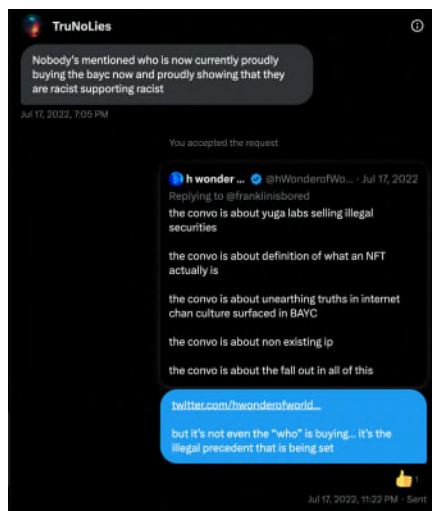 TruNoLies
Nobody's mentioned who is now currently proudly
buying the bayc now and proudly showing that they
are racist supporting racist
Jul 17, 2022, 7:05 PM
You accepted the request
h wonder ... @hWonderofWo... · Jul 17, 2022
Replying to @franklinisbored
the convo is about yuga labs selling illegal
securities
the convo is about definition of what an NFT
actually is
the convo is about unearthing truths in internet
chan culture surfaced in BAYC
the convo is about non existing ip
the convo is about the fall out in all of this
twitter.com/hwonderofworld...
but it's not even the “who” is buying... it's the
illegal precedent that is being set
1
Jul 17, 2022, 11:22 PM · Sent